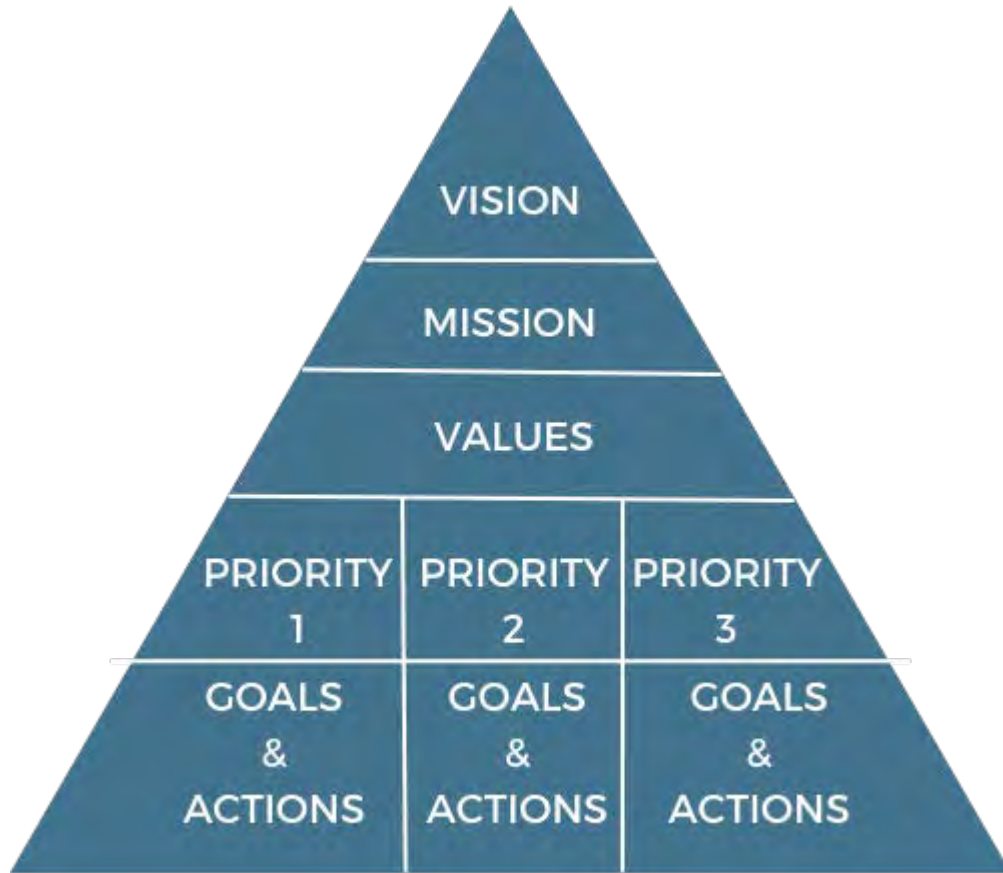 VISION
MISSION
VALUES
PRIORITY
1
PRIORITY
2
PRIORITY
3
GOALS
&
ACTIONS
GOALS
&
ACTIONS
GOALS
&
ACTIONS